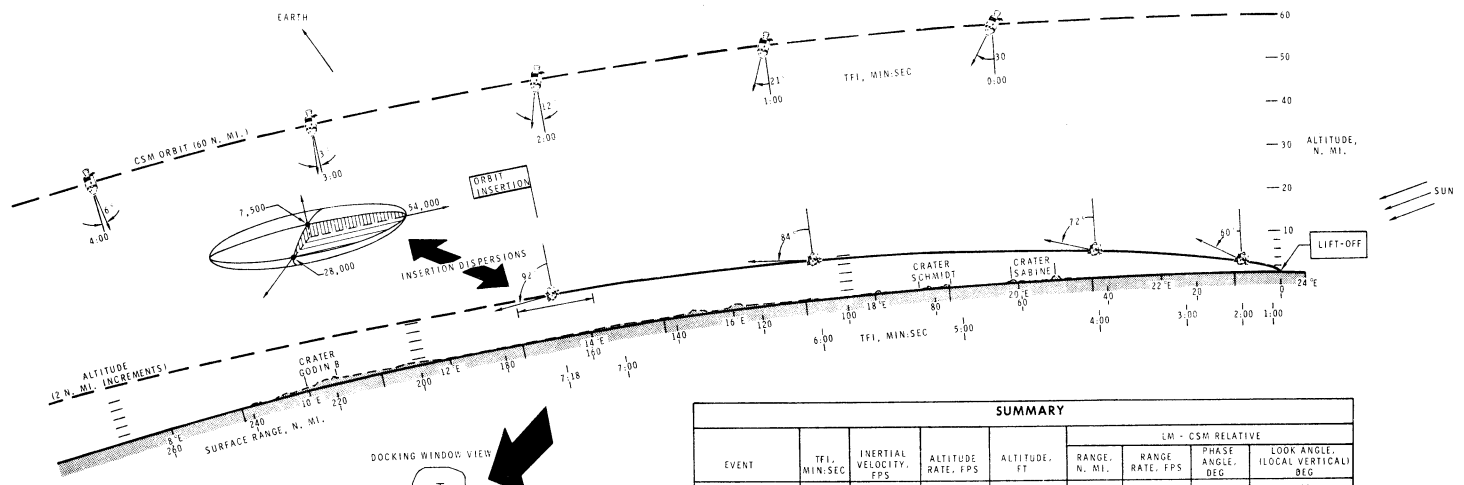 EARTH
60
50
40
30
20
10
ALTITUDE,
N. MI.
SUN
LIFT-OFF
TFI, MIN:SEC
30
0:00
21°
1:00
12
2:00
3°
3:00
6°
4:00
CSM ORBIT (60 N. MI.)
ORBIT
INSERTION
7,500
54,000
28,000
INSERTION DISPERSIONS
92°
84°
72°
60°
CRATER
SCHMIDT
CRATER
SABINE
CRATER
GODIN B
ALTITUDE
(2 N. MI. INCREMENTS)
8°E
260
240
10°E
220
200
12°E
180
14°E
160
140
16°E
120
100
18°E
80
20°E
60
40
22°E
20
0
24°E
SURFACE RANGE, N. MI.
7:18
7:00
6:00
TFI, MIN:SEC
5:00
4:00
3:00
2:00
1:00
DOCKING WINDOW VIEW
SUMMARY
LM - CSM RELATIVE
EVENT
TFI,
MIN:SEC
INERTIAL
VELOCITY,
FPS
ALTITUDE
RATE, FPS
ALTITUDE,
FT
RANGE,
N. MI.
RANGE
RATE, FPS
PHASE
ANGLE,
DEG
LOOK ANGLE,
(LOCAL VERTICAL)
DEG